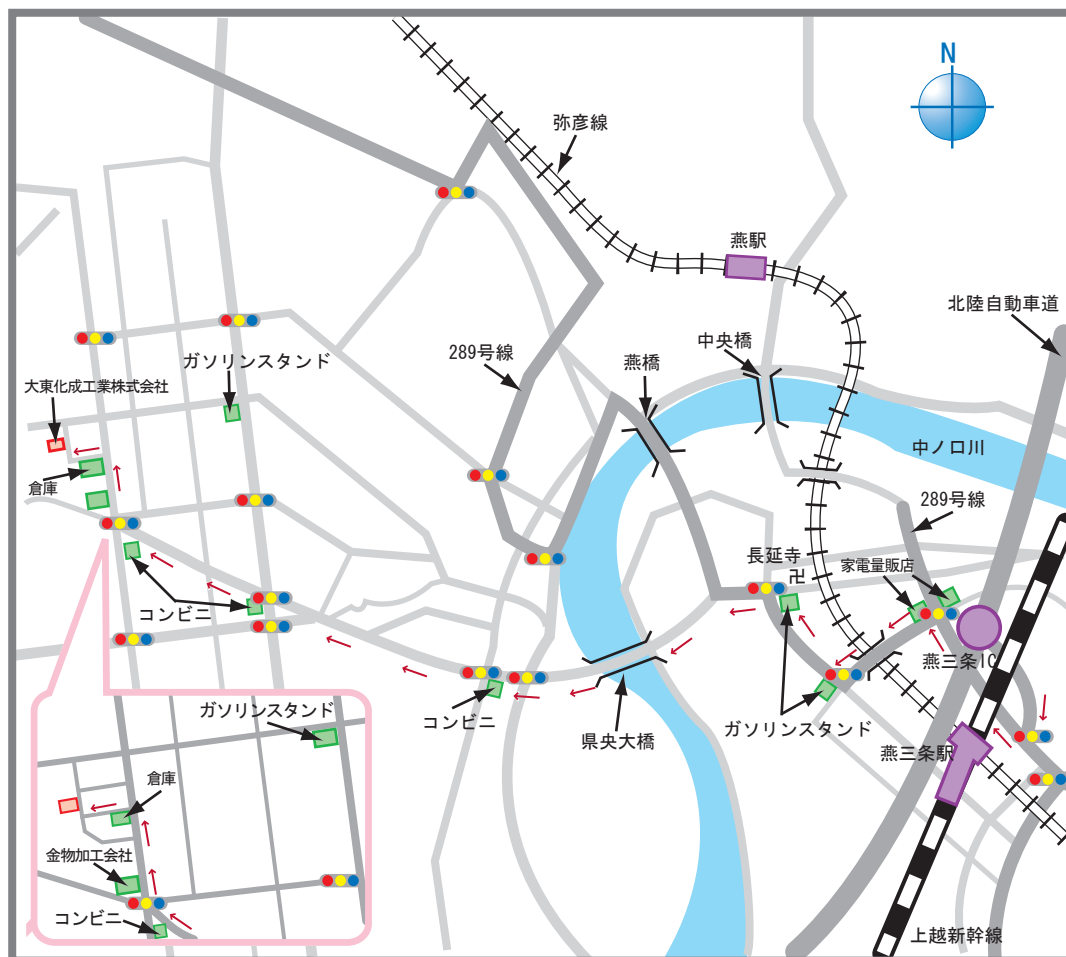 N
弥彦線
燕駅
北陸自動車道
中央橋
燕橋
289号線
ガソリンスタンド
大東化成工業株式会社
中ノ口川
倉庫
289号線
長延寺
卍
家電量販店
コンビニ
燕三条IC
ガソリンスタンド
コンビニ
県央大橋
ガソリンスタンド
燕三条駅
倉庫
金物加工会社
コンビニ
上越新幹線